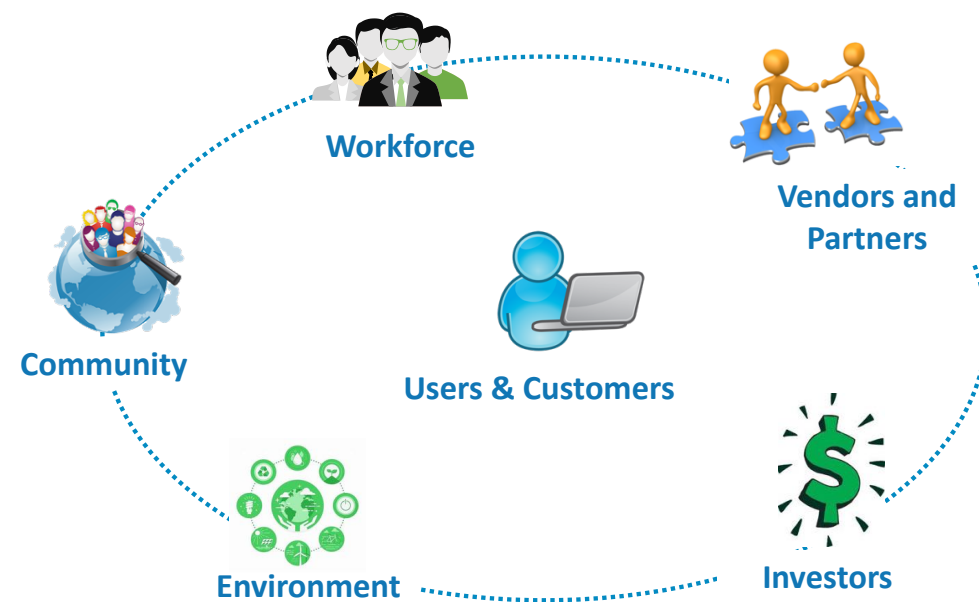 Workforce
Vendors and
Partners
Community
Users & Customers
Environment
Investors
$